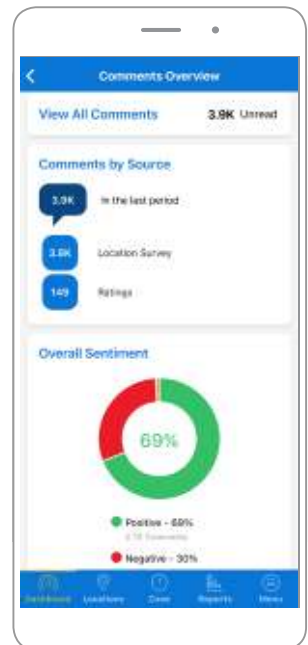 Comments Overview
View All Comments 3.9K Unread
Comments by Source
3.9K In the last period
3.8K Location Survey
149 Ratings
Overall Sentiment
69%
Positive - 69%
Negative - 30%
Dashboard Locations Case Reports Menu